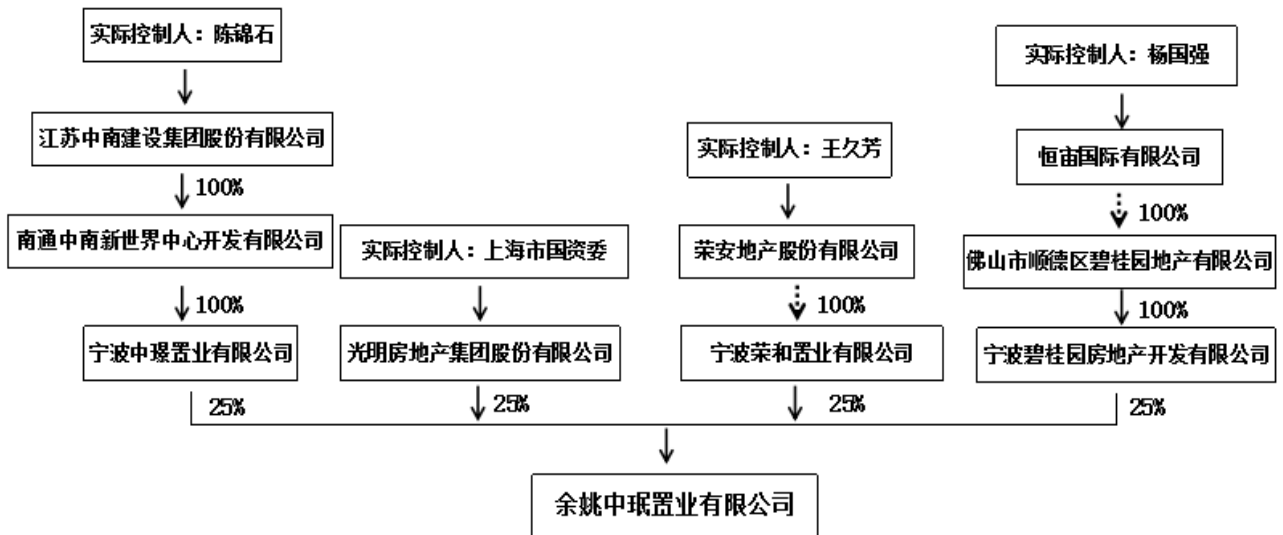 实际控制人：陈锦石
江苏中南建设集团股份有限公司
100%
南通中南新世界中心开发有限公司
100%
宁波中璟置业有限公司
25%
实际控制人：上海市国资委
光明房地产集团股份有限公司
25%
实际控制人：王久芳
荣安地产股份有限公司
100%
宁波荣和置业有限公司
25%
实际控制人：杨国强
恒宙国际有限公司
100%
佛山市顺德区碧桂园地产有限公司
100%
宁波碧桂园房地产开发有限公司
25%
余姚中珉置业有限公司